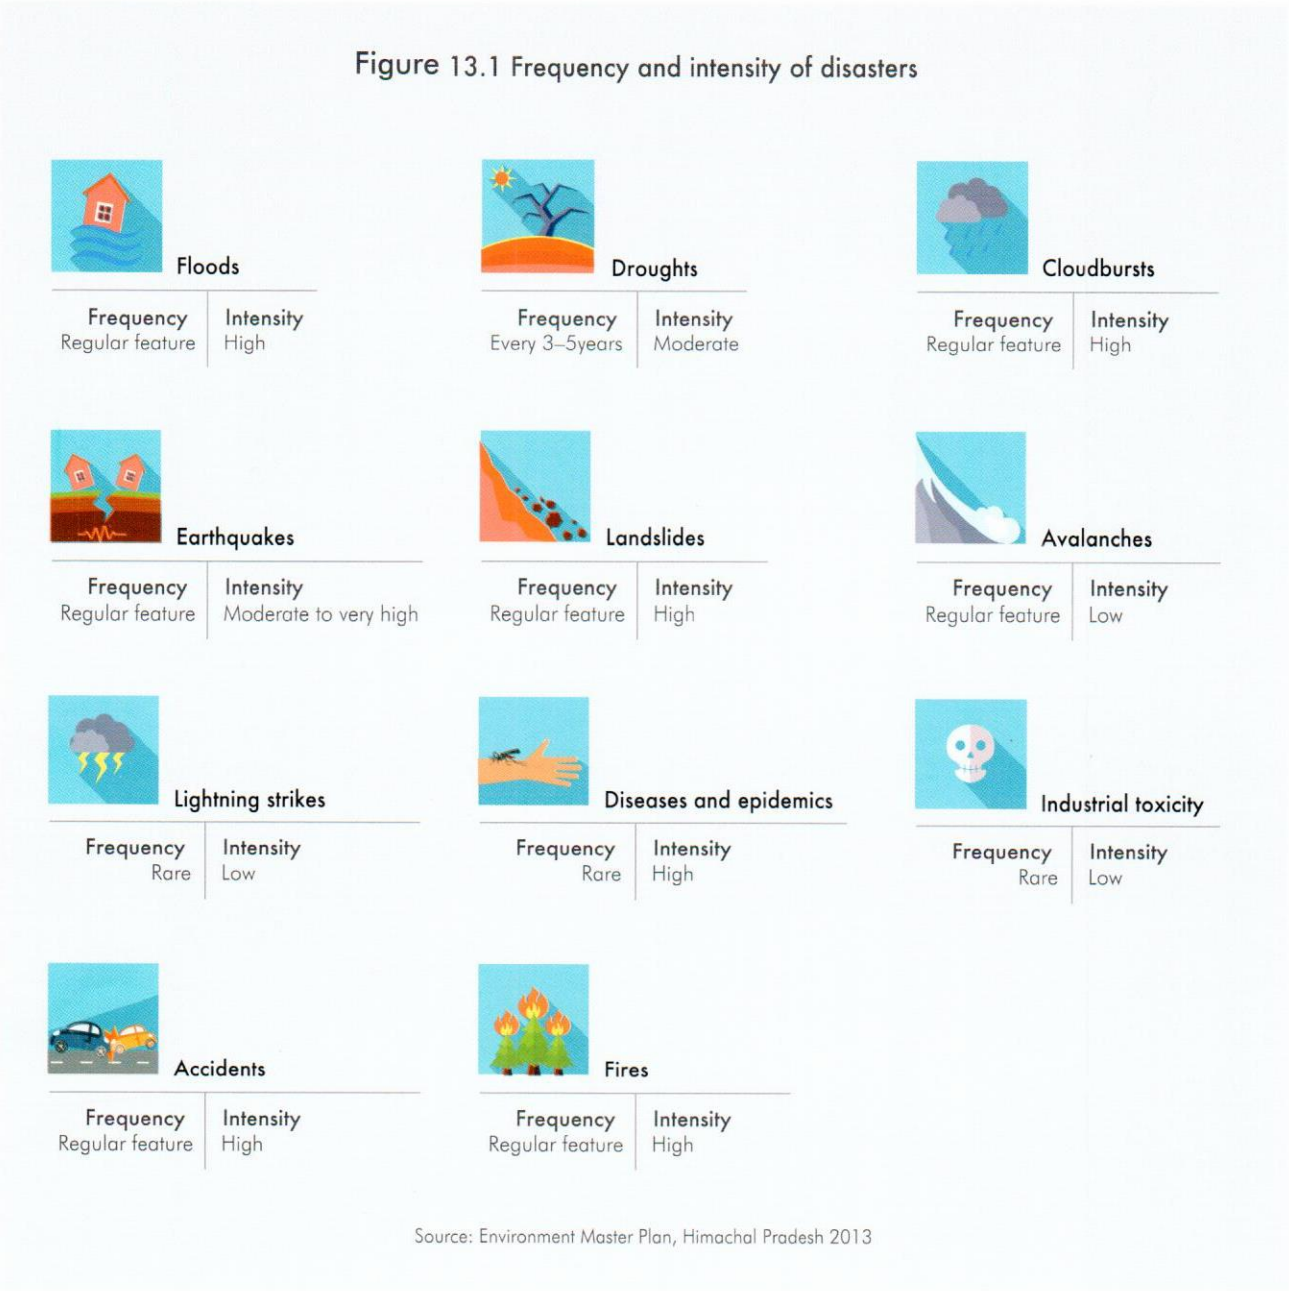 Figure 13.1 Frequency and intensity of disasters
Floods
Frequency Intensity
Regular feature High
Droughts
Frequency Intensity
Every 3–5years Moderate
Cloudbursts
Frequency Intensity
Regular feature High
Earthquakes
Frequency Intensity
Regular feature Moderate to very high
Landslides
Frequency Intensity
Regular feature High
Avalanches
Frequency Intensity
Regular feature Low
Lightning strikes
Frequency Intensity
Rare Low
Diseases and epidemics
Frequency Intensity
Rare High
Industrial toxicity
Frequency Intensity
Rare Low
Accidents
Frequency Intensity
Regular feature High
Fires
Frequency Intensity
Regular feature High
Source: Environment Master Plan, Himachal Pradesh 2013